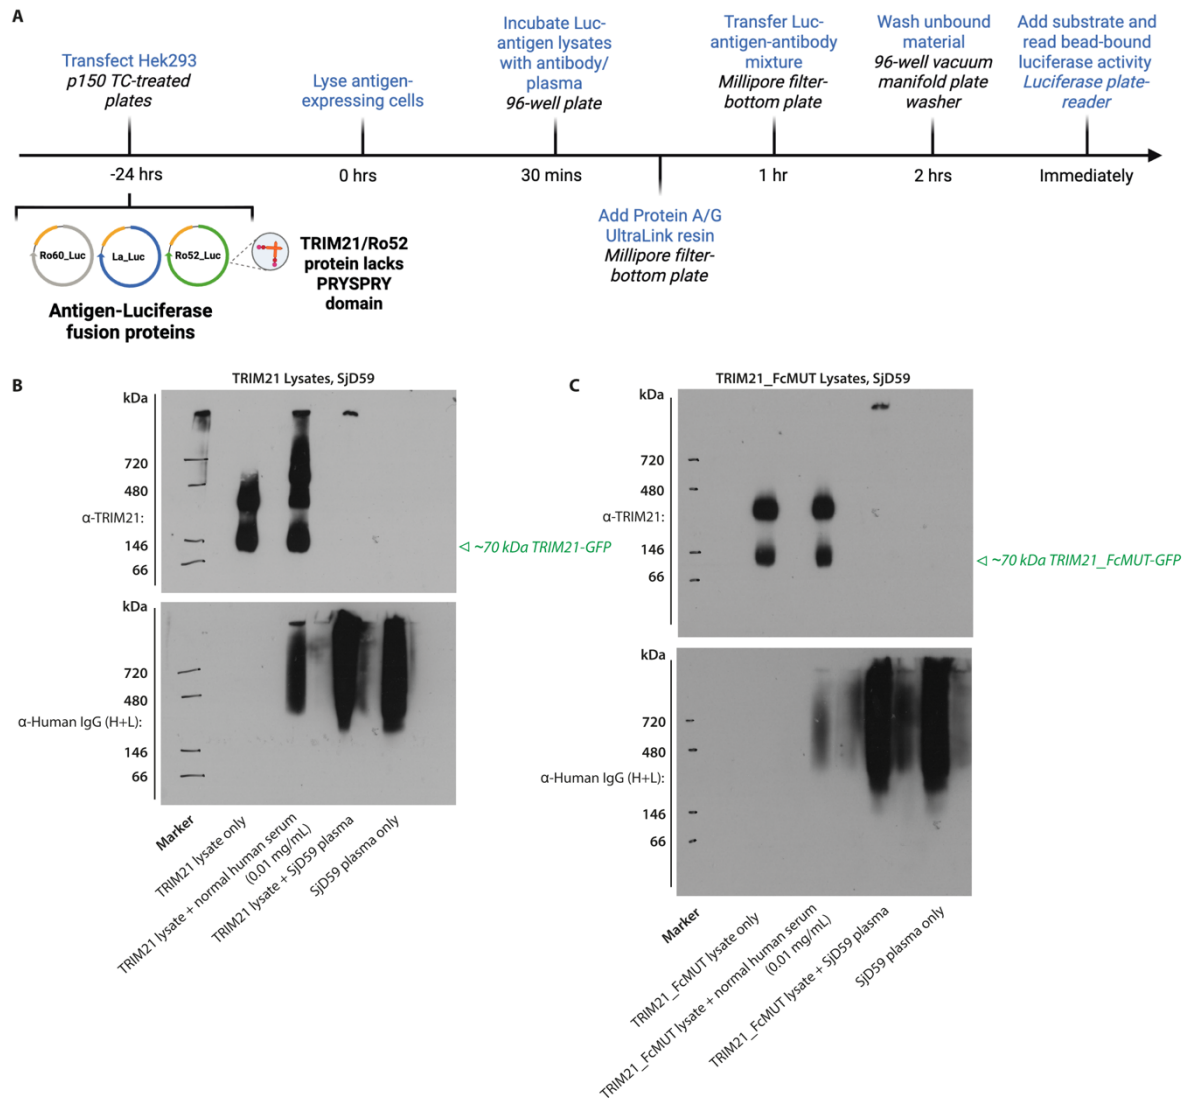 A
Transfect Hek293
p150 TC-treated
plates
Lyse antigen-
expressing cells
Incubate Luc-
antigen lysates
with antibody/
plasma
96-well plate
Transfer Luc-
antigen-antibody
mixture
Millipore filter-
bottom plate
Wash unbound
material
96-well vacuum
manifold plate
washer
Add substrate and
read bead-bound
luciferase activity
Luciferase plate-
reader
-24 hrs
0 hrs
30 mins
1 hr
2 hrs
Immediately
Add Protein A/G
UltraLink resin
Millipore filter-
bottom plate
Ro60_Luc
La_Luc
Ro52_Luc
TRIM21/Ro52
protein lacks
PRYSPRY
domain
Antigen-Luciferase
fusion proteins
B
TRIM21 Lysates, SjD59
kDa
720
480
α-TRIM21:
146
66
◁ ~70 kDa TRIM21-GFP
kDa
720
480
α-Human IgG (H+L):
146
66
Marker
TRIM21 lysate only
TRIM21 lysate + normal human serum
(0.01 mg/mL)
TRIM21 lysate + SjD59 plasma
SjD59 plasma only
C
TRIM21_FcMUT Lysates, SjD59
kDa
720
480
α-TRIM21:
146
66
◁ ~70 kDa TRIM21_FcMUT-GFP
kDa
720
480
α-Human IgG (H+L):
146
66
Marker
TRIM21_FcMUT lysate only
TRIM21_FcMUT lysate + normal human serum
(0.01 mg/mL)
TRIM21_FcMUT lysate + SjD59 plasma
SjD59 plasma only